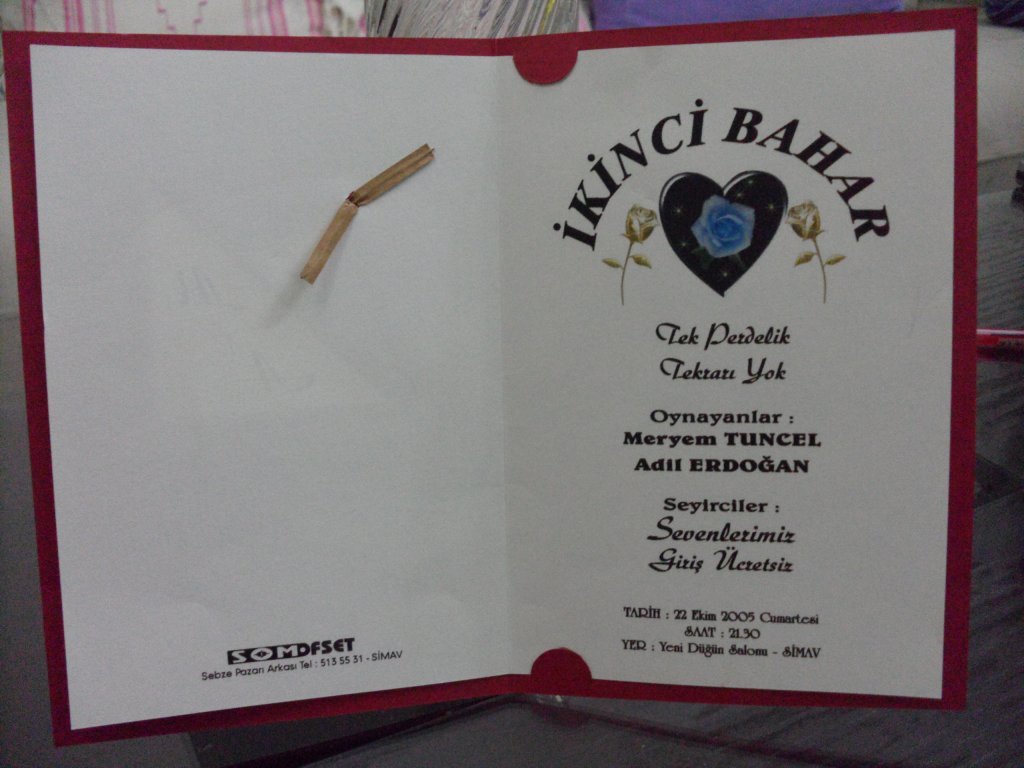 SOM OFSET
Sebze Pazarı Arkası Tel : 513 55 31 - SİMAV
İKİNCİ BAHAR
Tek Perdelik
Tekrarı Yok
Oynayanlar :
Meryem TUNCEL
Adil ERDOĞAN
Seyirciler :
Sevenlerimiz
Giriş Ücretsiz
TARİH : 22 Ekim 2005 Cumartesi
SAAT : 21.30
YER : Yeni Düğün Salonu - SİMAV